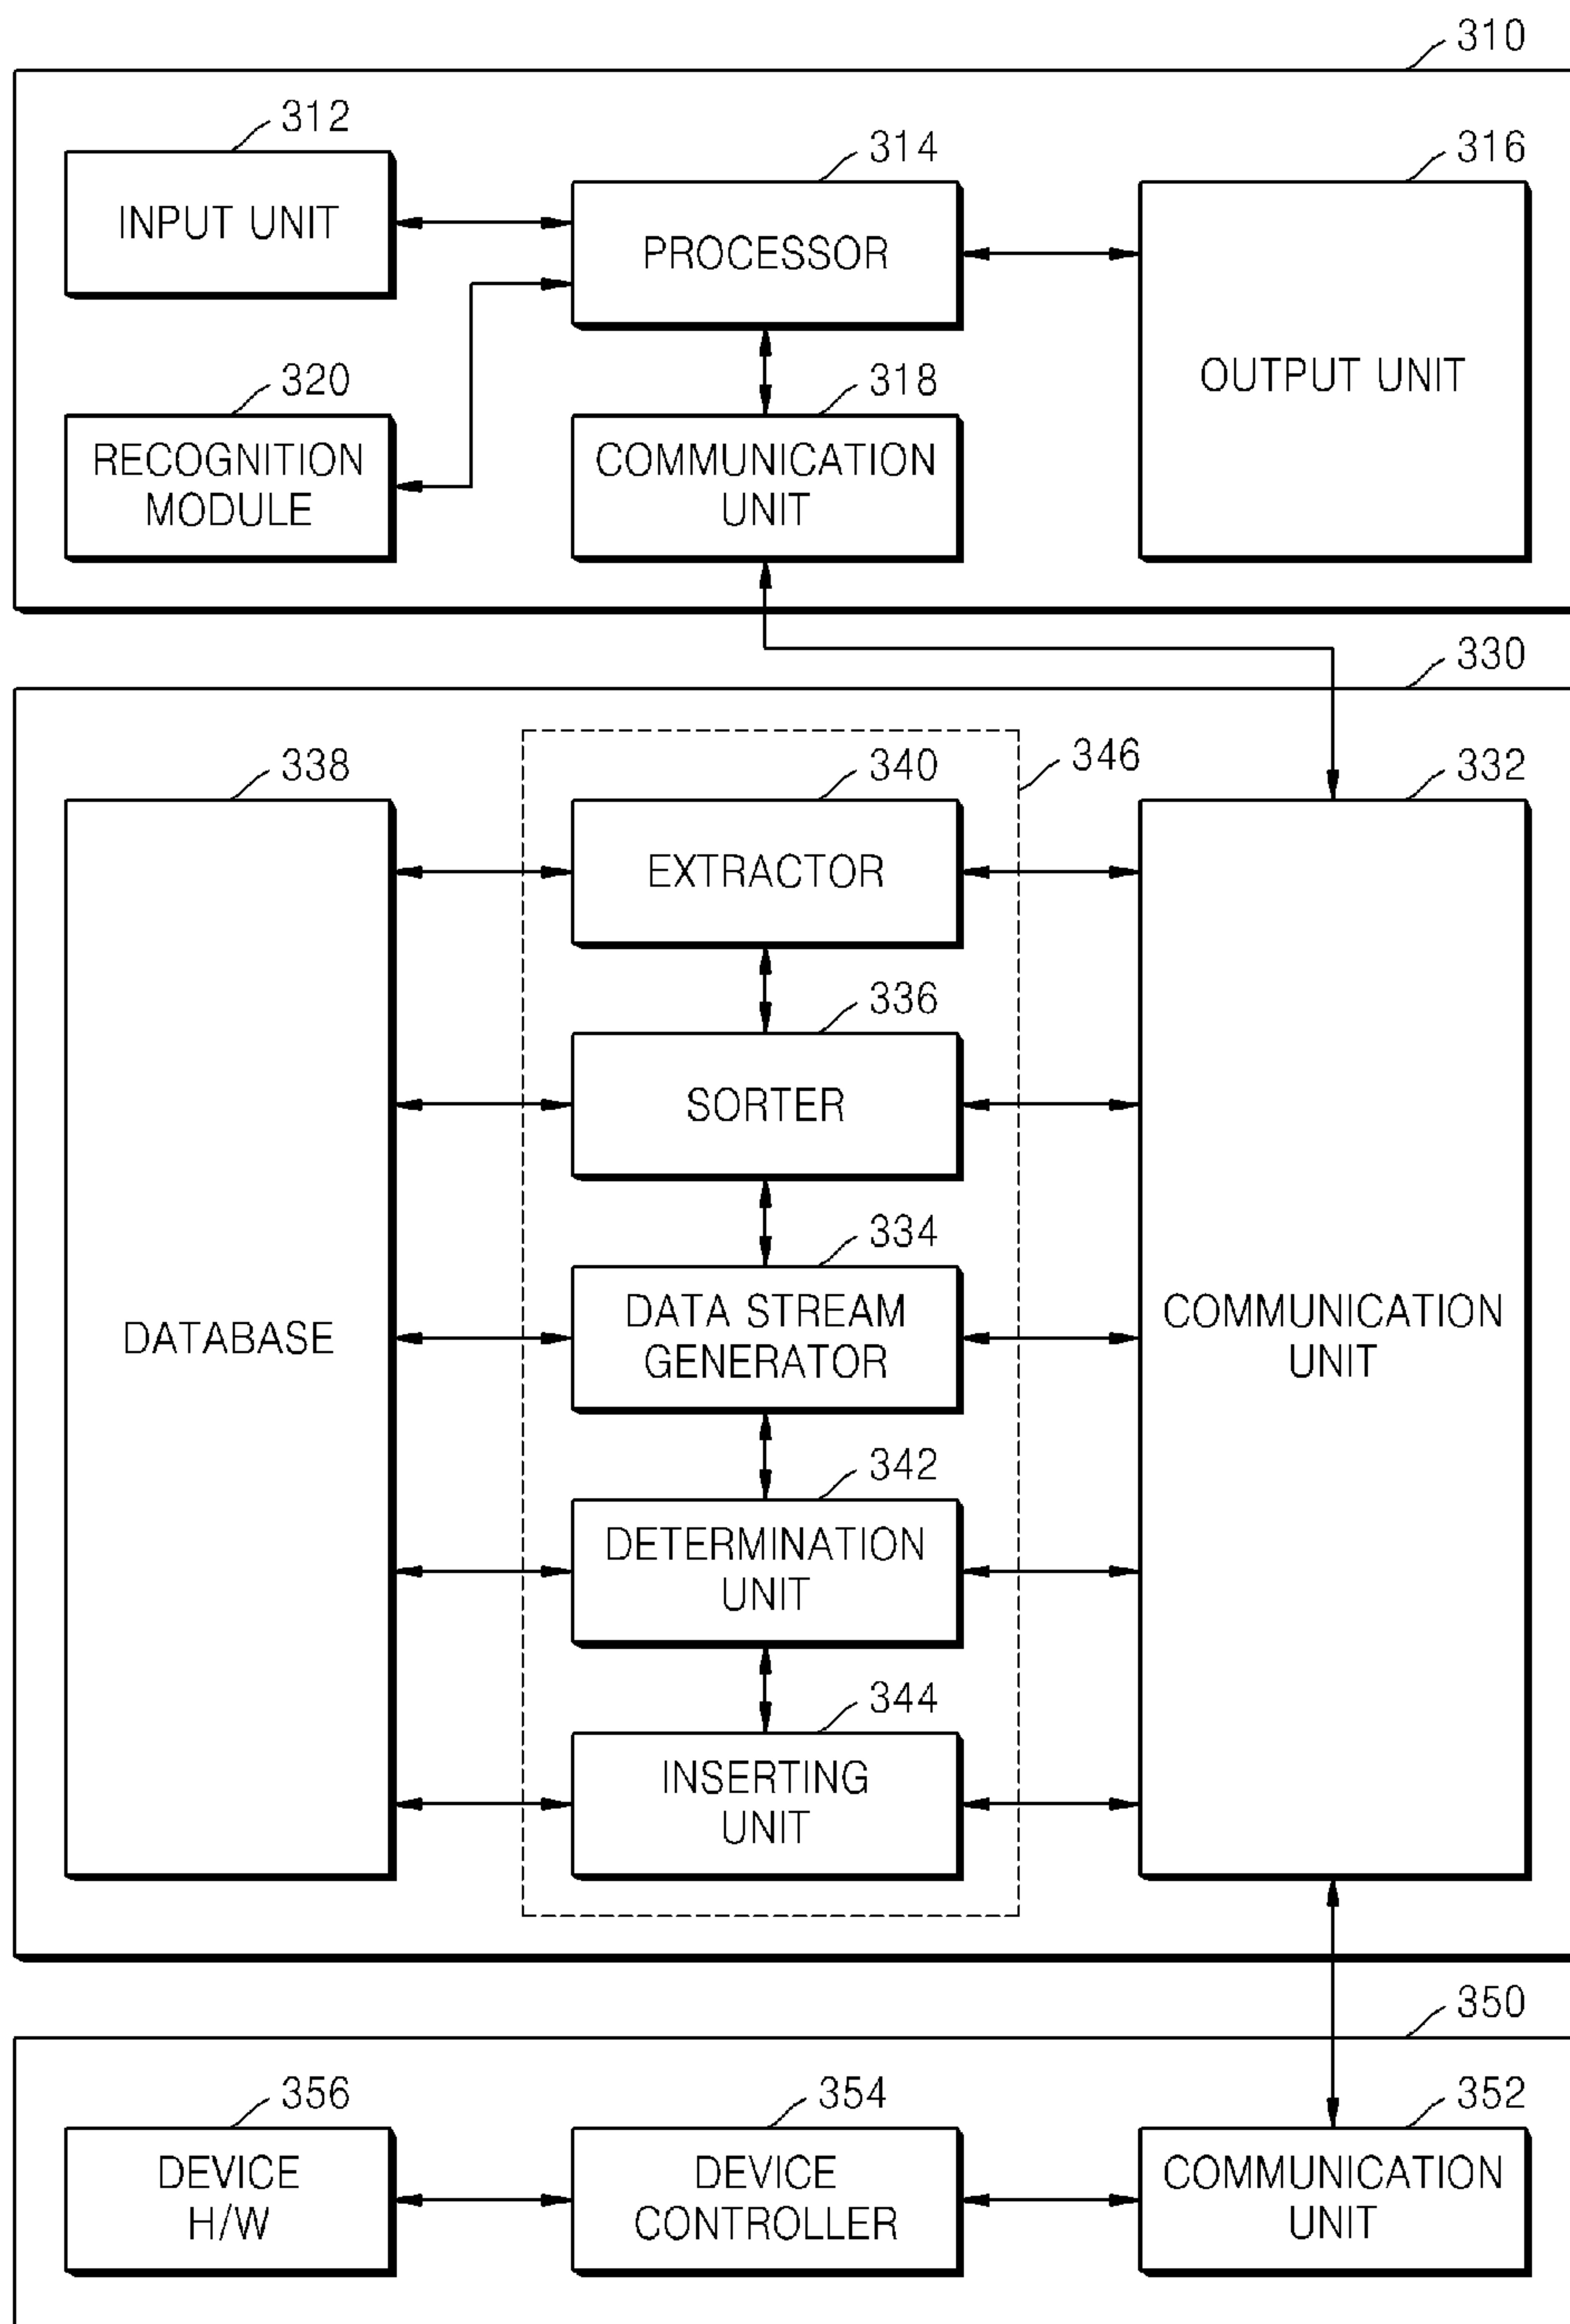 310
312
314
316
INPUT UNIT
PROCESSOR
OUTPUT UNIT
320
318
RECOGNITION
MODULE
COMMUNICATION
UNIT
330
338
340
346
332
EXTRACTOR
336
SORTER
334
DATABASE
DATA STREAM
GENERATOR
COMMUNICATION
UNIT
342
DETERMINATION
UNIT
344
INSERTING
UNIT
350
356
354
352
DEVICE
H/W
DEVICE
CONTROLLER
COMMUNICATION
UNIT